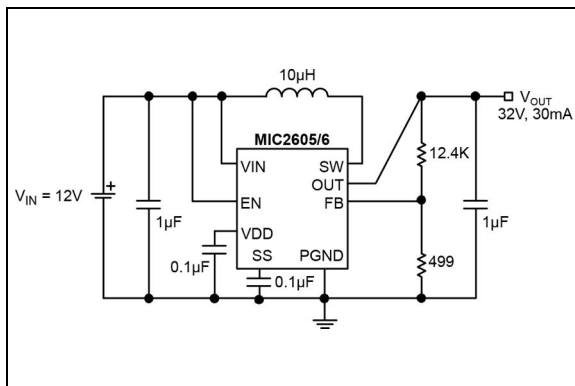 10µH
V_OUT
32V, 30mA
MIC2605/6
12.4K
VIN
SW
OUT
V_IN = 12V
+
EN
FB
1µF
1µF
VDD
SS
PGND
499
0.1µF
0.1µF